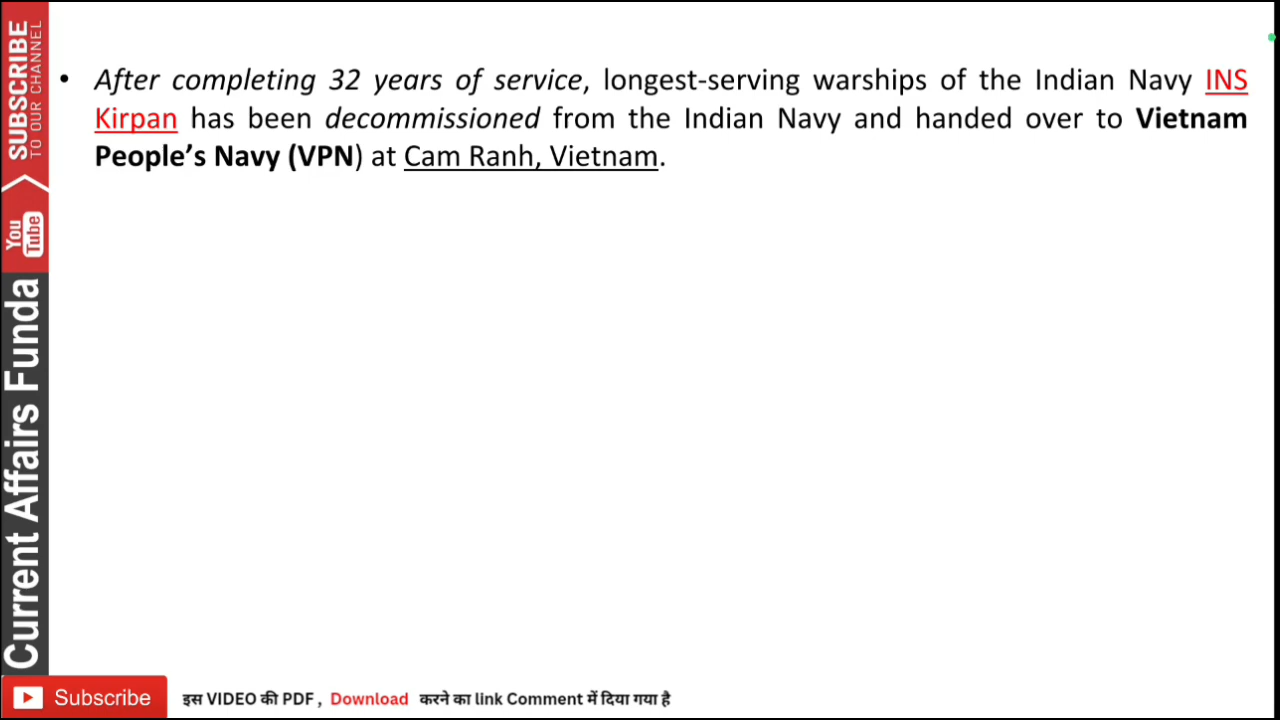 • After completing 32 years of service, longest-serving warships of the Indian Navy INS
Kirpan has been decommissioned from the Indian Navy and handed over to Vietnam
People's Navy (VPN) at Cam Ranh, Vietnam.
SUBSCRIBE
TO OUR CHANNEL
You
Tube
Current Affairs Funda
Subscribe
इस VIDEO की PDF , Download करने का link Comment में दिया गया है